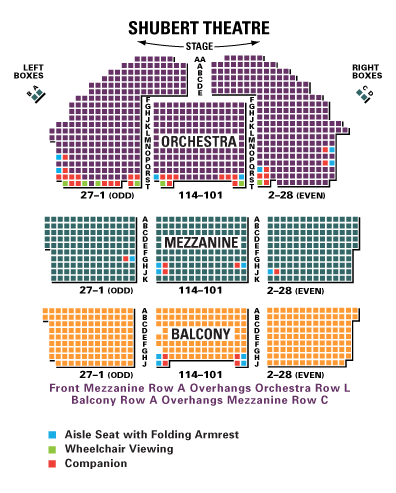 SHUBERT THEATRE
STAGE
LEFT
BOXES
RIGHT
BOXES
A
B
C
D
AA
A
B
C
D
E
F
G
H
J
K
L
M
N
O
P
Q
R
S
T
F
G
H
J
K
L
M
N
O
P
Q
R
S
T
ORCHESTRA
27–1 (ODD)
114–101
2–28 (EVEN)
A
B
C
D
E
F
G
H
J
K
A
B
C
D
E
F
G
H
J
K
MEZZANINE
27–1 (ODD)
114–101
2–28 (EVEN)
A
B
C
D
E
F
G
H
J
A
B
C
D
E
F
G
H
J
BALCONY
27–1 (ODD)
114–101
2–28 (EVEN)
Front Mezzanine Row A Overhangs Orchestra Row L
Balcony Row A Overhangs Mezzanine Row C
Aisle Seat with Folding Armrest
Wheelchair Viewing
Companion